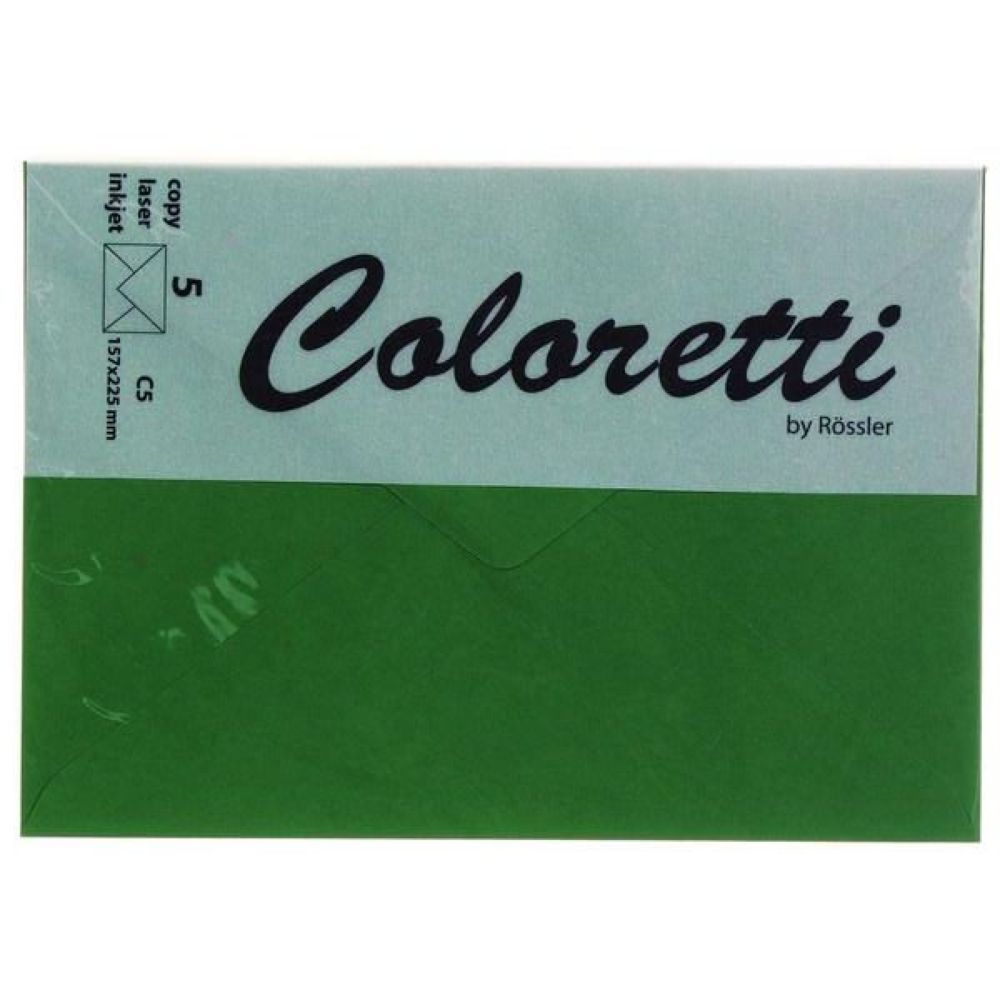 copy
laser
inkjet
5
C5
157x225 mm
Coloretti
by Rössler